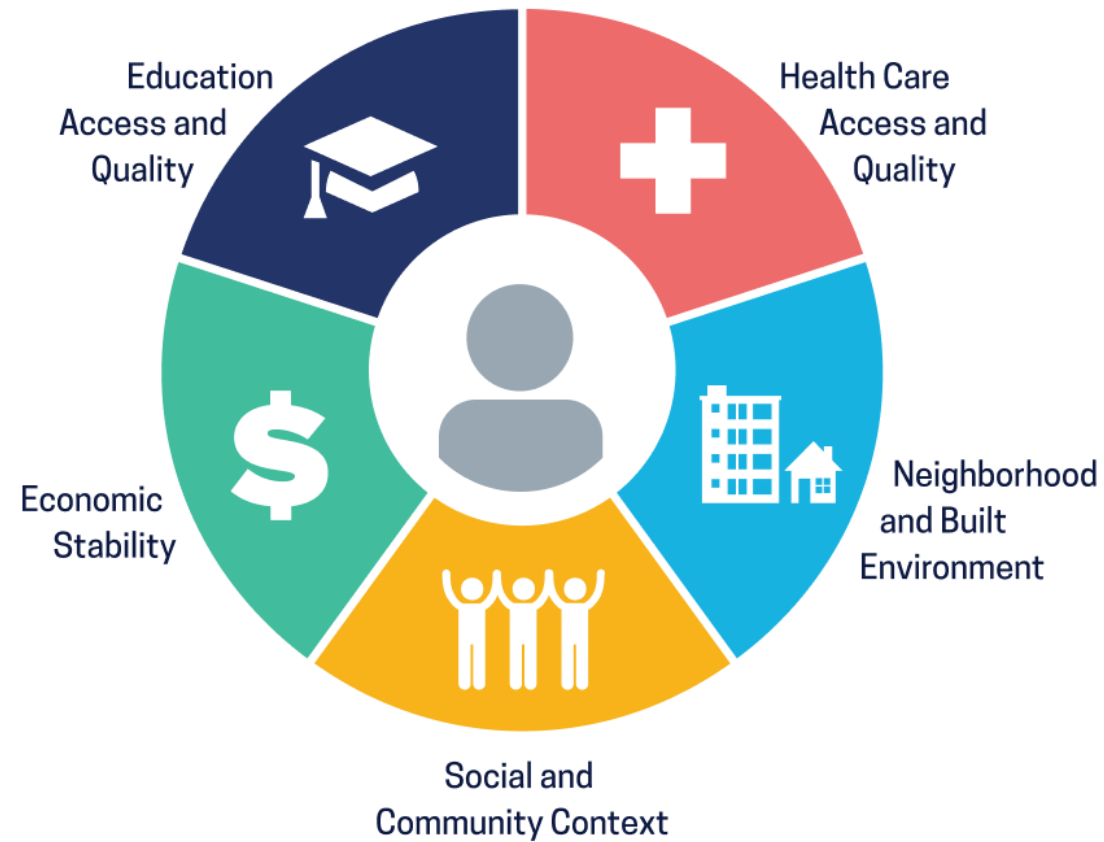 Education
Access and
Quality
Health Care
Access and
Quality
Economic
Stability
Neighborhood
and Built
Environment
Social and
Community Context